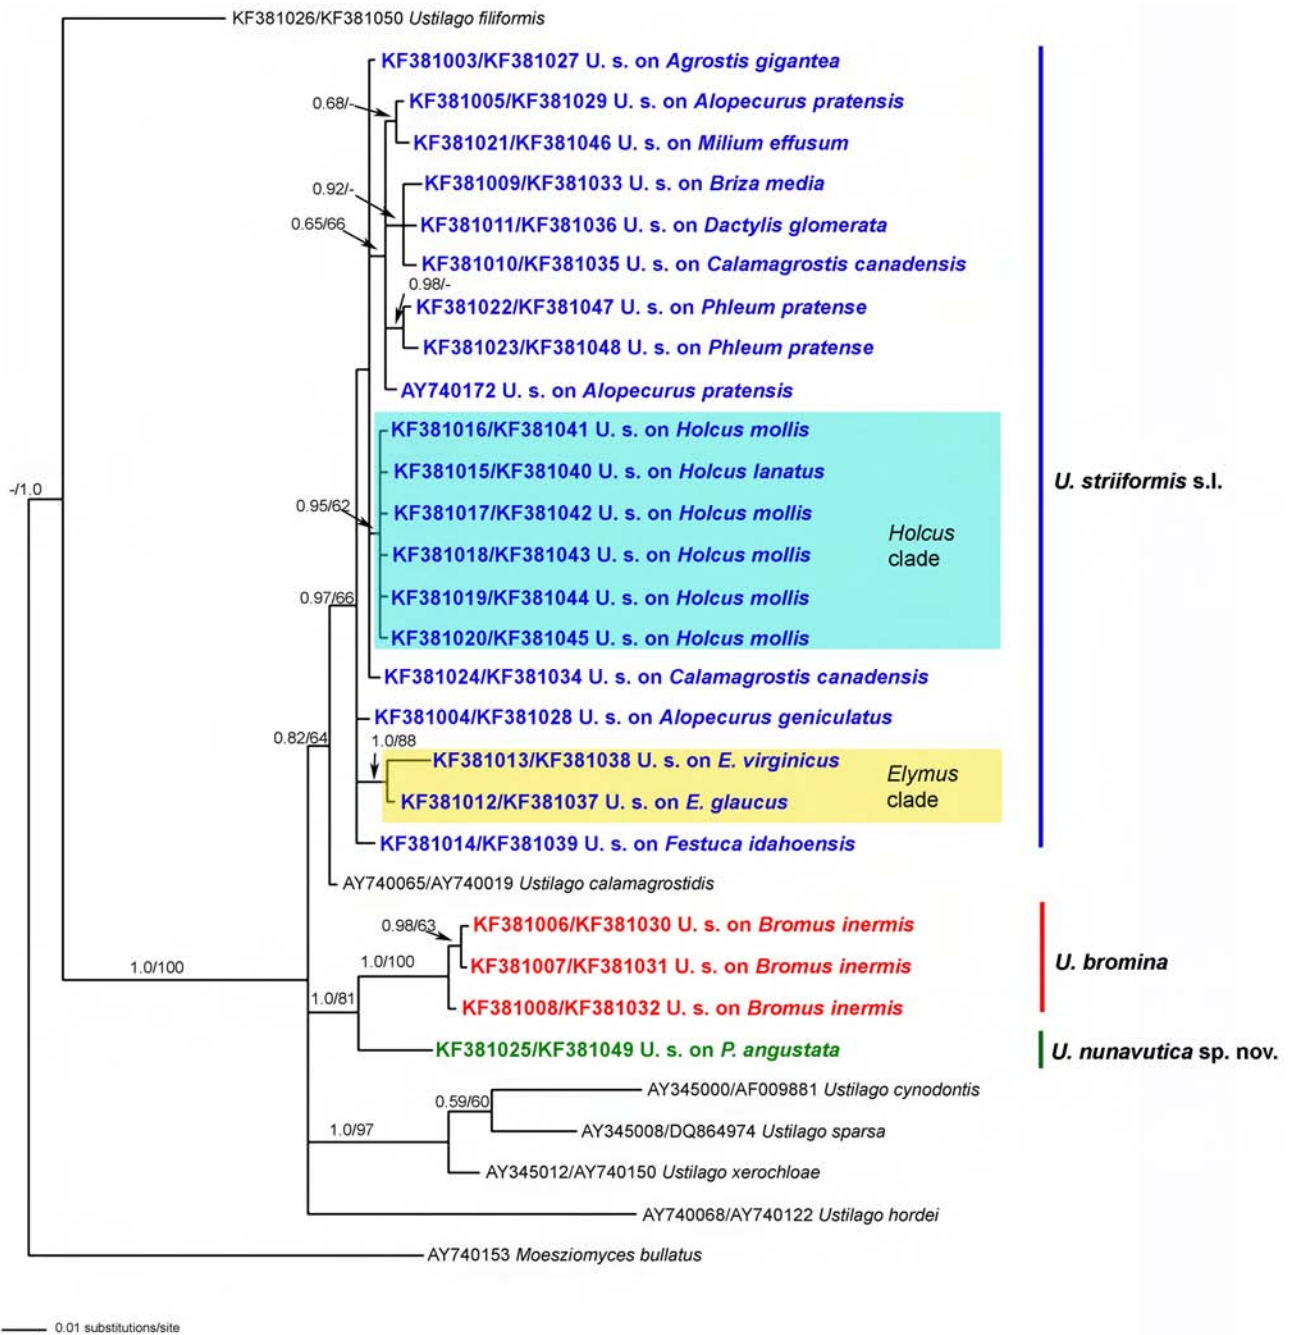 KF381026/KF381050 Ustilago filiformis
KF381003/KF381027 U. s. on Agrostis gigantea
0.68/-
KF381005/KF381029 U. s. on Alopecurus pratensis
KF381021/KF381046 U. s. on Milium effusum
0.92/-
KF381009/KF381033 U. s. on Briza media
0.65/66
KF381011/KF381036 U. s. on Dactylis glomerata
KF381010/KF381035 U. s. on Calamagrostis canadensis
0.98/-
KF381022/KF381047 U. s. on Phleum pratense
KF381023/KF381048 U. s. on Phleum pratense
AY740172 U. s. on Alopecurus pratensis
KF381016/KF381041 U. s. on Holcus mollis
KF381015/KF381040 U. s. on Holcus lanatus
U. striiformis s.l.
-/1.0
0.95/62
KF381017/KF381042 U. s. on Holcus mollis
Holcus
clade
KF381018/KF381043 U. s. on Holcus mollis
0.97/66
KF381019/KF381044 U. s. on Holcus mollis
KF381020/KF381045 U. s. on Holcus mollis
KF381024/KF381034 U. s. on Calamagrostis canadensis
KF381004/KF381028 U. s. on Alopecurus geniculatus
0.82/64
1.0/88
KF381013/KF381038 U. s. on E. virginicus
Elymus
clade
KF381012/KF381037 U. s. on E. glaucus
KF381014/KF381039 U. s. on Festuca idahoensis
AY740065/AY740019 Ustilago calamagrostidis
0.98/63
KF381006/KF381030 U. s. on Bromus inermis
1.0/100
1.0/100
KF381007/KF381031 U. s. on Bromus inermis
U. bromina
1.0/81
KF381008/KF381032 U. s. on Bromus inermis
KF381025/KF381049 U. s. on P. angustata
U. nunavutica sp. nov.
AY345000/AF009881 Ustilago cynodontis
0.59/60
1.0/97
AY345008/DQ864974 Ustilago sparsa
AY345012/AY740150 Ustilago xerochloae
AY740068/AY740122 Ustilago hordei
AY740153 Moesziomyces bullatus
0.01 substitutions/site